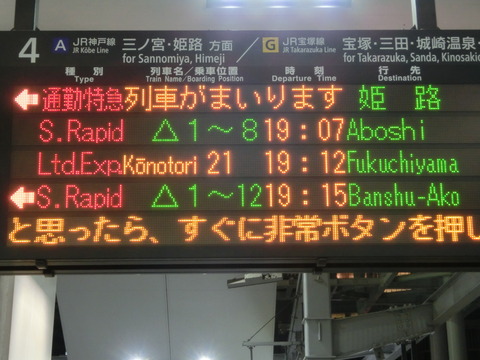 4 A JR神戸線 三ノ宮・姫路 方面 / G JR宝塚線 宝塚・三田・城崎温泉・
JR Kōbe Line for Sannomiya, Himeji JR Takarazuka Line for Takarazuka, Sanda, Kinosaki
種別 列車名／乗車位置 時刻 行先
Type Train Name/Boarding Position Departure Time Destination
← 通勤特急 列車がまいります 姫路
S.Rapid △1～8 19:07 Aboshi
Ltd.Exp. Kōnotori 21 19:12 Fukuchiyama
← S.Rapid △1～12 19:15 Banshu-Ako
と思ったら、すぐに非常ボタンを押し